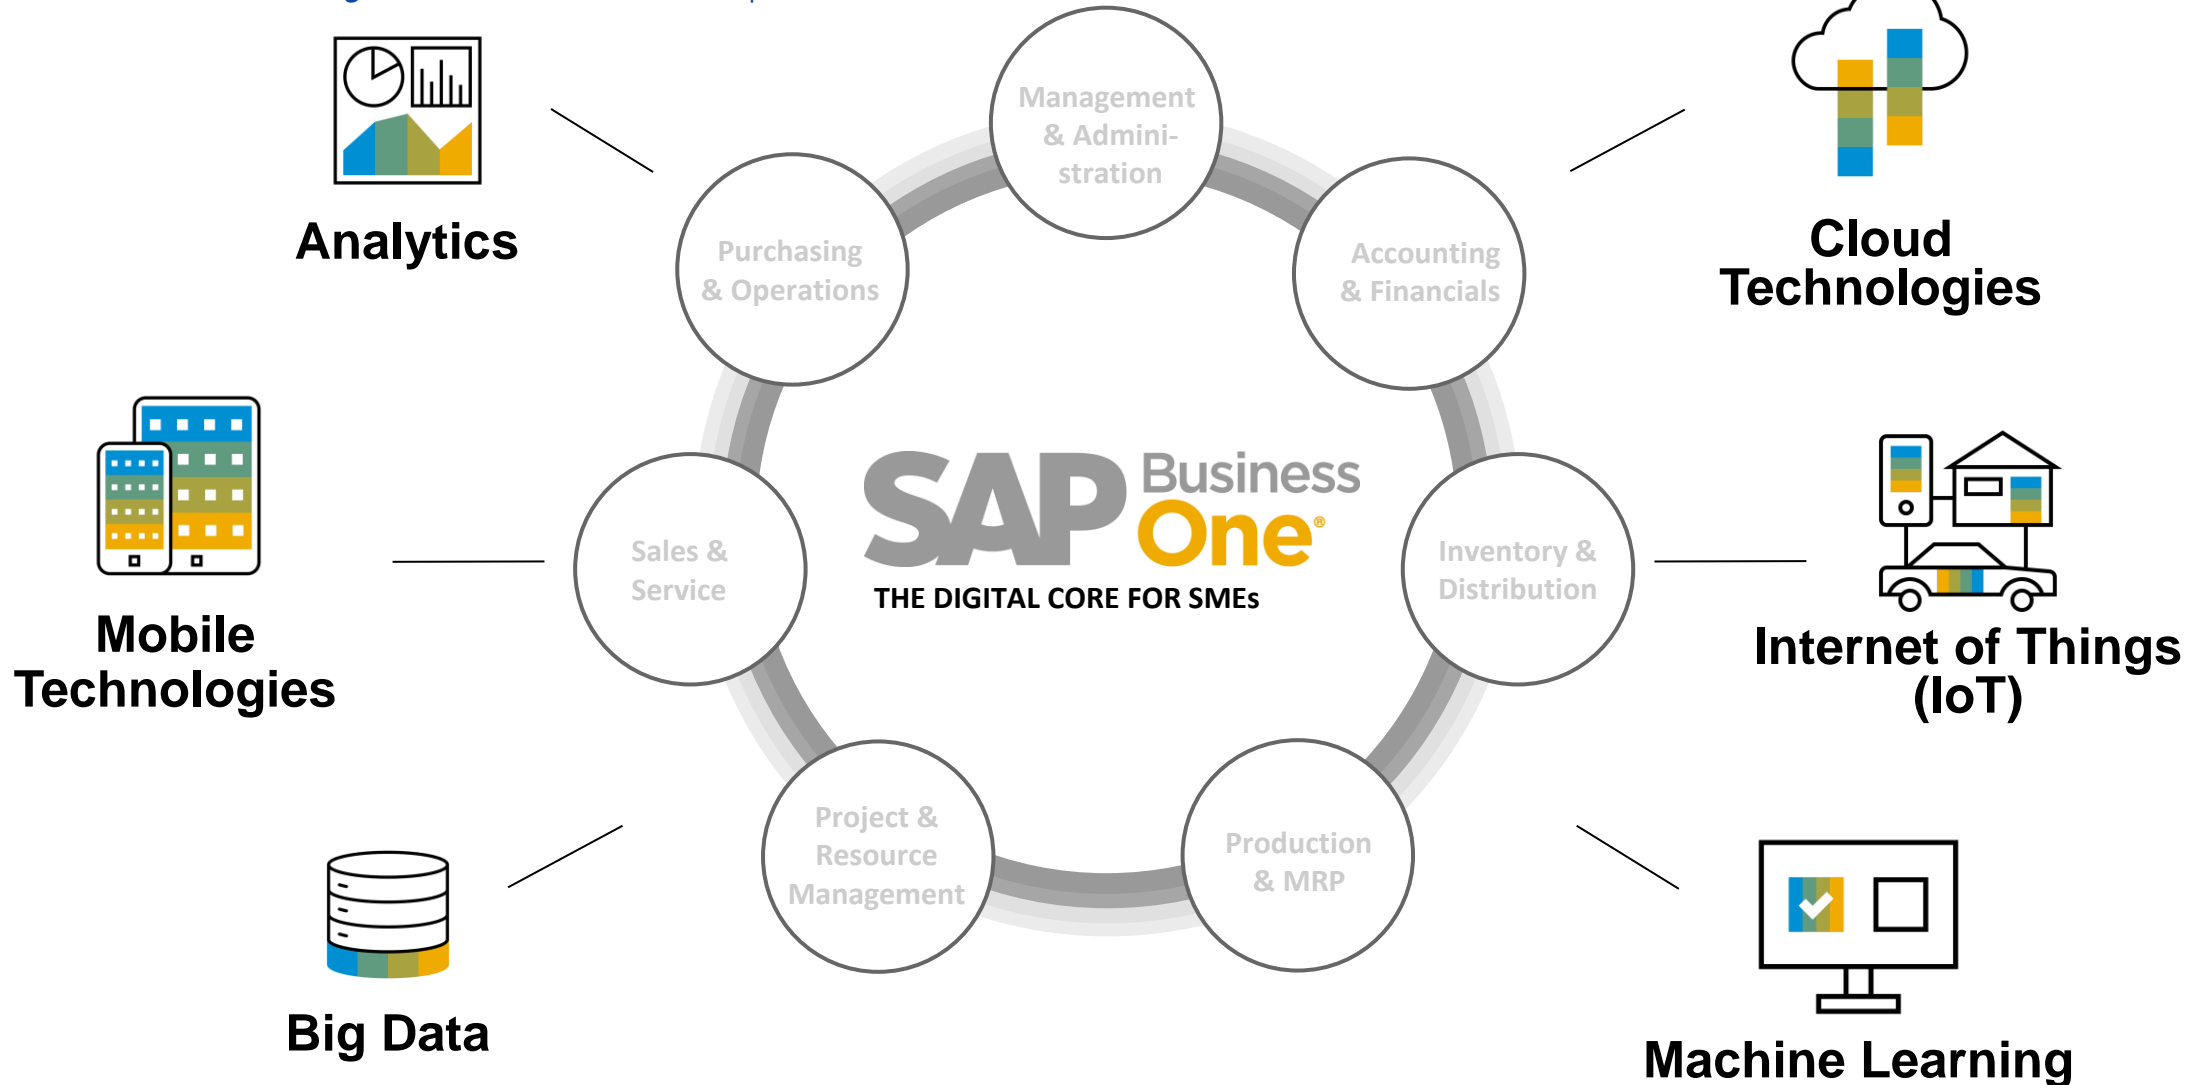 Management
& Admini-
stration
Analytics
Purchasing
& Operations
Accounting
& Financials
Cloud
Technologies
SAP Business
One®
THE DIGITAL CORE FOR SMEs
Sales &
Service
Inventory &
Distribution
Mobile
Technologies
Internet of Things
(IoT)
Project &
Resource
Management
Production
& MRP
Big Data
Machine Learning